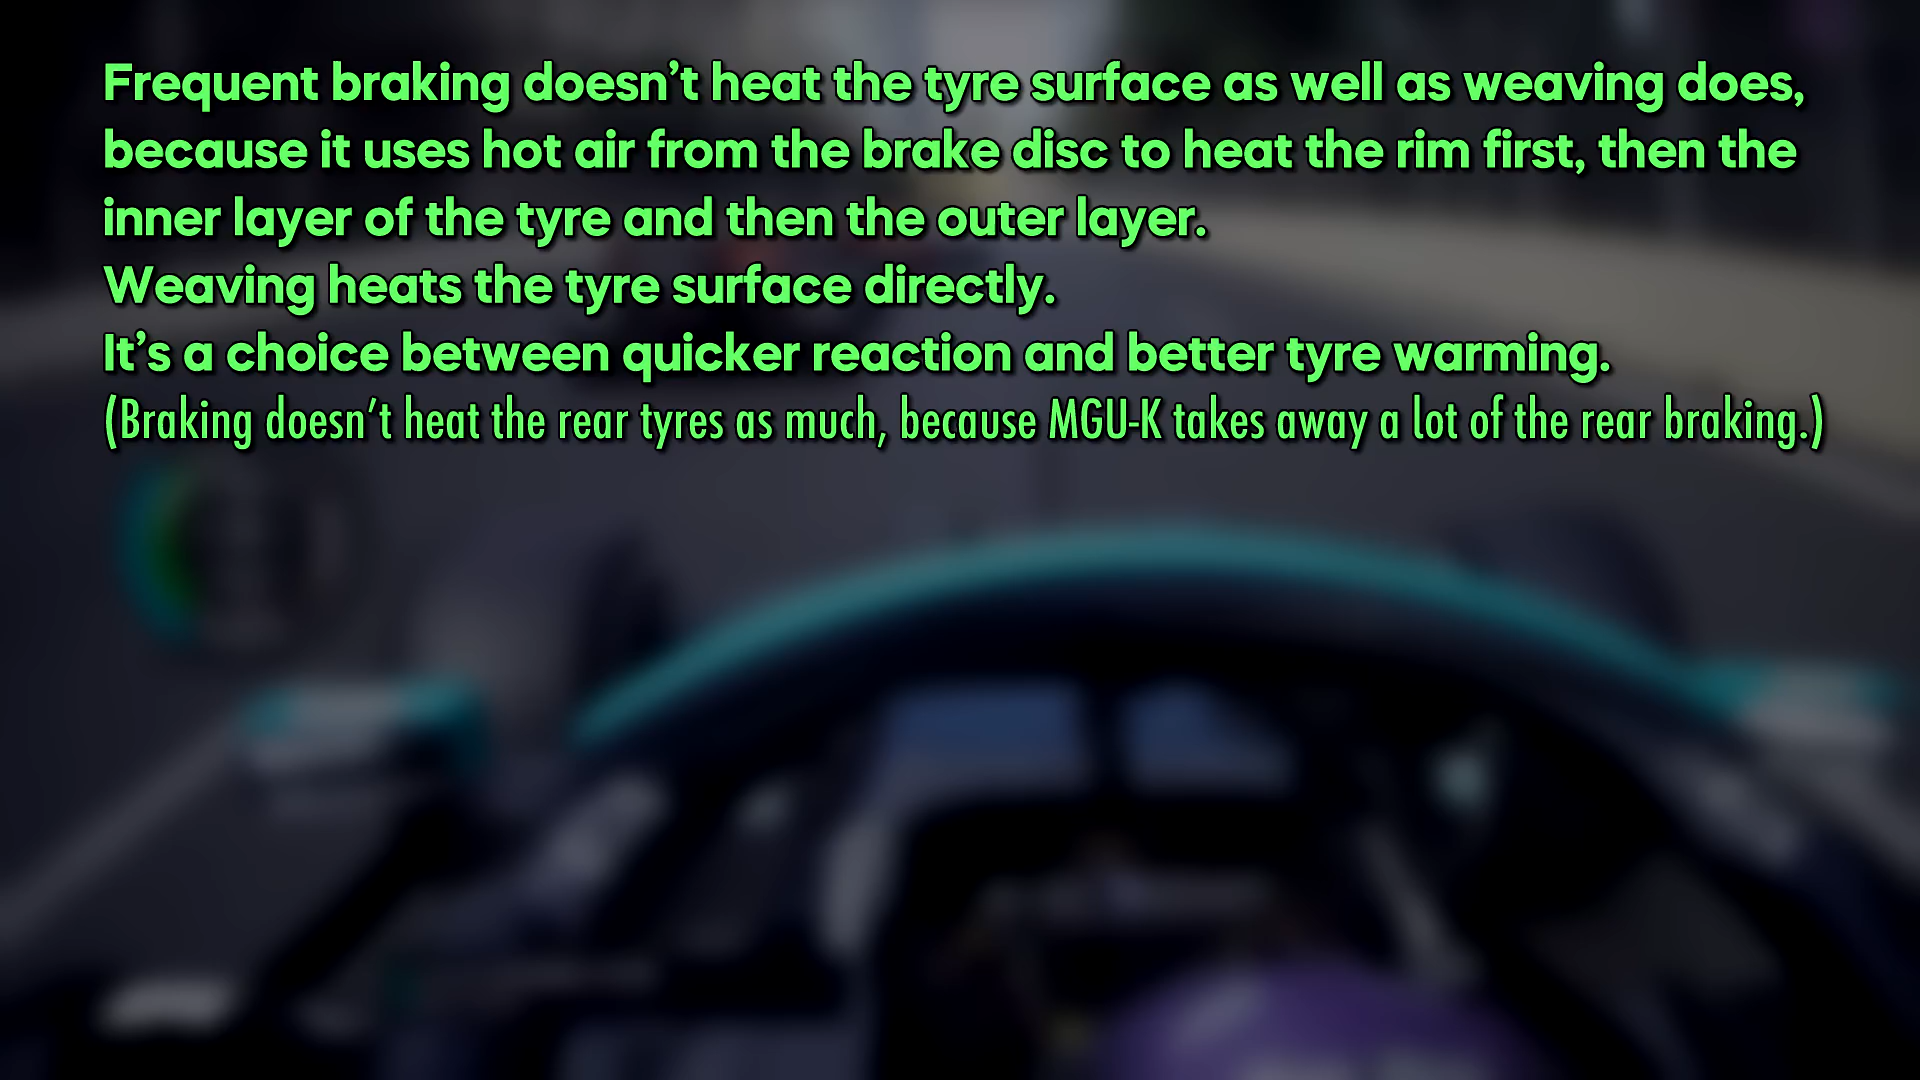 Frequent braking doesn’t heat the tyre surface as well as weaving does,
because it uses hot air from the brake disc to heat the rim first, then the
inner layer of the tyre and then the outer layer.
Weaving heats the tyre surface directly.
It’s a choice between quicker reaction and better tyre warming.
(Braking doesn’t heat the rear tyres as much, because MGU-K takes away a lot of the rear braking.)